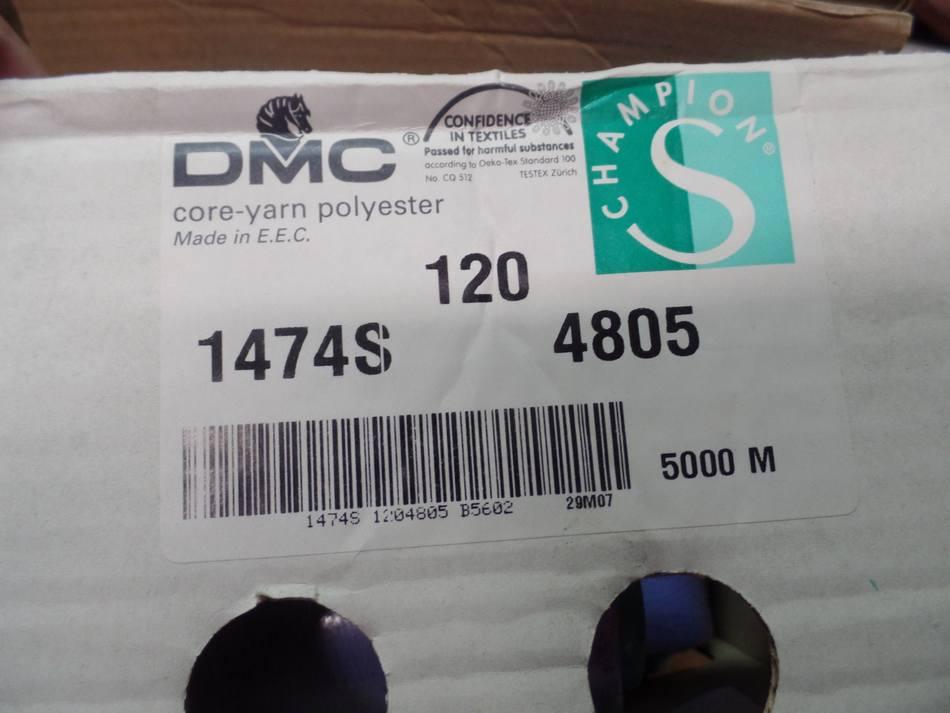 DMC®
core-yarn polyester
Made in E.E.C.
CONFIDENCE
IN TEXTILES
Passed for harmful substances
according to Oeko-Tex Standard 100
No. CQ 512 TESTEX Zürich
CHAMPION®
S
120
1474S 4805
5000 M
1474S 1204805 B5602 29M07